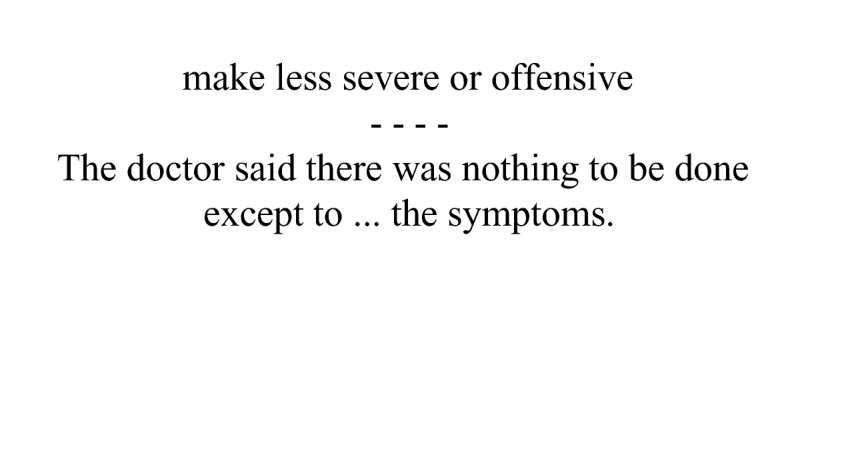 make less severe or offensive
- - - -
The doctor said there was nothing to be done
except to ... the symptoms.